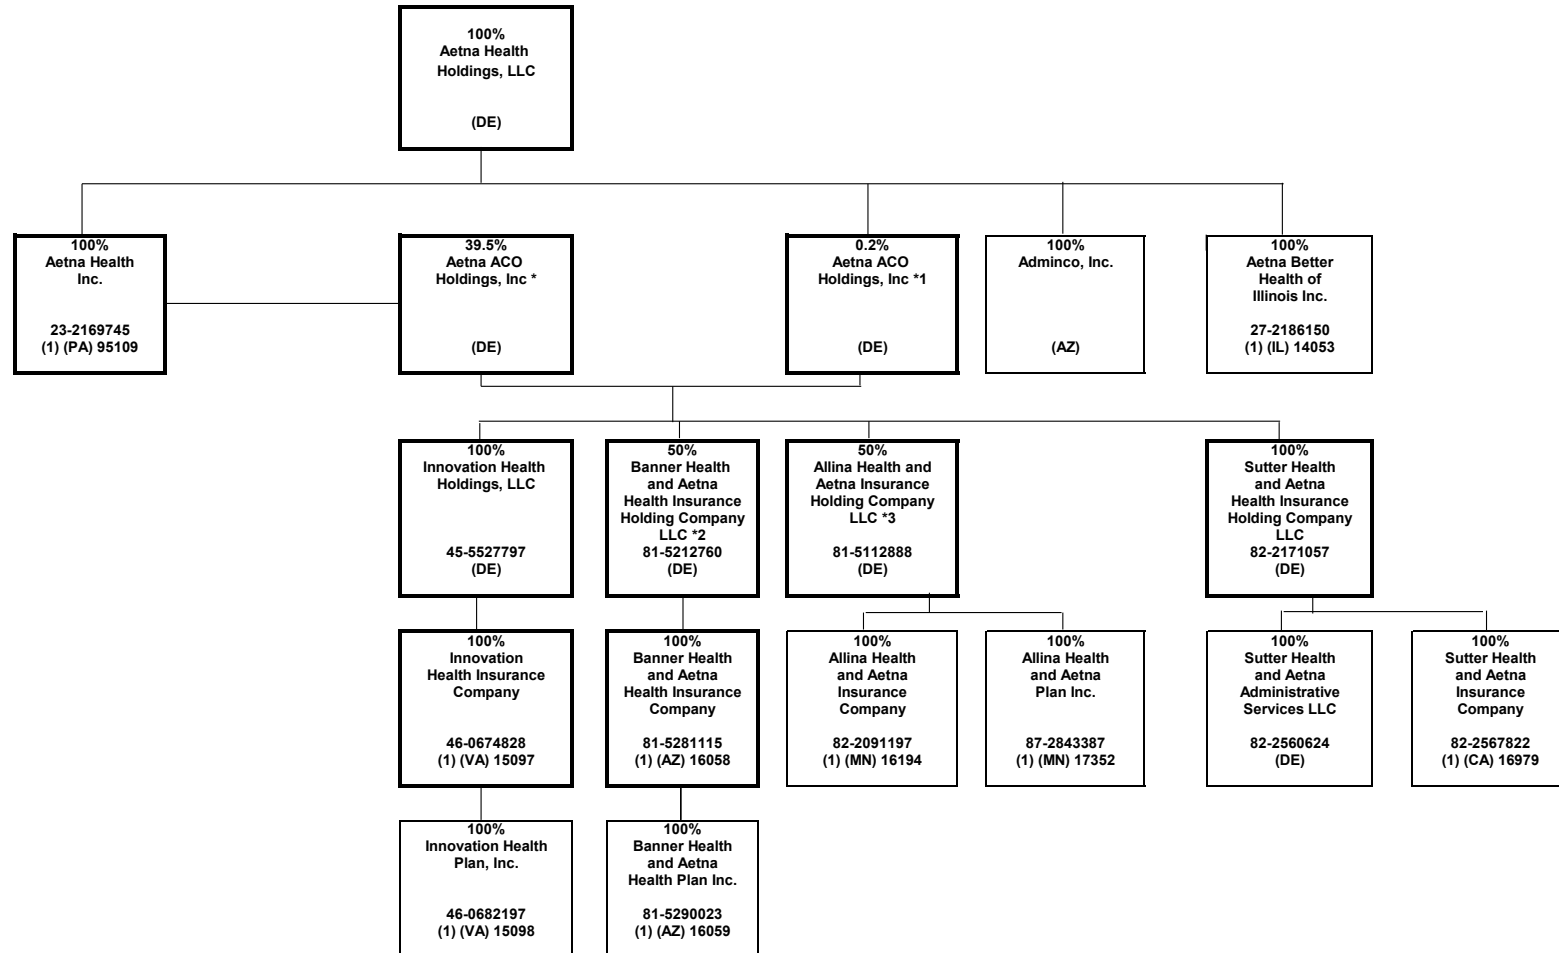 100%
Aetna Health
Holdings, LLC
(DE)
100%
Aetna Health
Inc.
23-2169745
(1) (PA) 95109
39.5%
Aetna ACO
Holdings, Inc *
(DE)
0.2%
Aetna ACO
Holdings, Inc *1
(DE)
100%
Adminco, Inc.
(AZ)
100%
Aetna Better
Health of
Illinois Inc.
27-2186150
(1) (IL) 14053
100%
Innovation Health
Holdings, LLC
45-5527797
(DE)
50%
Banner Health
and Aetna
Health Insurance
Holding Company
LLC *2
81-5212760
(DE)
50%
Allina Health and
Aetna Insurance
Holding Company
LLC *3
81-5112888
(DE)
100%
Sutter Health
and Aetna
Health Insurance
Holding Company
LLC
82-2171057
(DE)
100%
Innovation
Health Insurance
Company
46-0674828
(1) (VA) 15097
100%
Banner Health
and Aetna
Health Insurance
Company
81-5281115
(1) (AZ) 16058
100%
Allina Health
and Aetna
Insurance
Company
82-2091197
(1) (MN) 16194
100%
Allina Health
and Aetna
Plan Inc.
87-2843387
(1) (MN) 17352
100%
Sutter Health
and Aetna
Administrative
Services LLC
82-2560624
(DE)
100%
Sutter Health
and Aetna
Insurance
Company
82-2567822
(1) (CA) 16979
100%
Innovation Health
Plan, Inc.
46-0682197
(1) (VA) 15098
100%
Banner Health
and Aetna
Health Plan Inc.
81-5290023
(1) (AZ) 16059